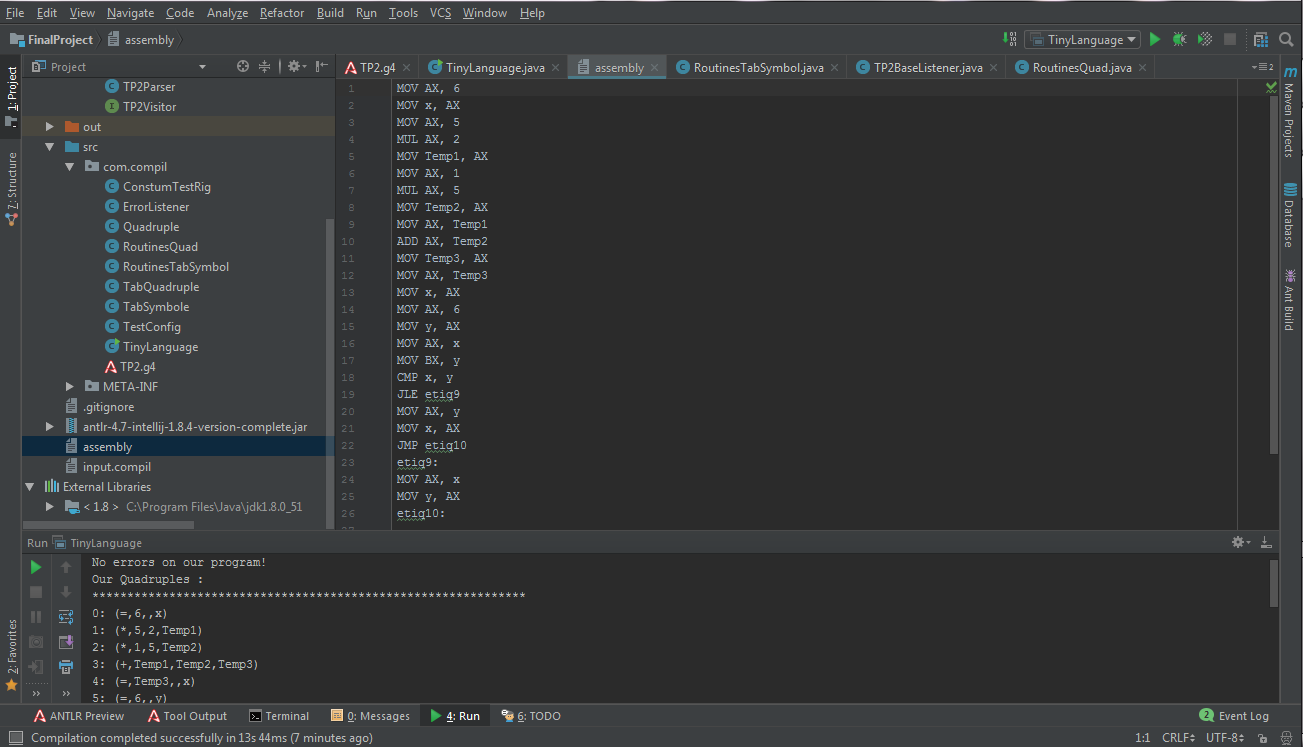 File Edit View Navigate Code Analyze Refactor Build Run Tools VCS Window Help
FinalProject assembly TinyLanguage
Project
TP2.g4 TinyLanguage.java assembly RoutinesTabSymbol.java TP2BaseListener.java RoutinesQuad.java
1: Project
7: Structure
2: Favorites
TP2Parser
TP2Visitor
out
src
com.compil
ConstumTestRig
ErrorListener
Quadruple
RoutinesQuad
RoutinesTabSymbol
TabQuadruple
TabSymbole
TestConfig
TinyLanguage
TP2.g4
META-INF
.gitignore
antlr-4.7-intellij-1.8.4-version-complete.jar
assembly
input.compil
External Libraries
< 1.8 > C:\Program Files\Java\jdk1.8.0_51
1 MOV AX, 6
2 MOV x, AX
3 MOV AX, 5
4 MUL AX, 2
5 MOV Temp1, AX
6 MOV AX, 1
7 MUL AX, 5
8 MOV Temp2, AX
9 MOV AX, Temp1
10 ADD AX, Temp2
11 MOV Temp3, AX
12 MOV AX, Temp3
13 MOV x, AX
14 MOV AX, 6
15 MOV y, AX
16 MOV AX, x
17 MOV BX, y
18 CMP x, y
19 JLE etiq9
20 MOV AX, y
21 MOV x, AX
22 JMP etiq10
23 etiq9:
24 MOV AX, x
25 MOV y, AX
26 etiq10:
Maven Projects
Database
Ant Build
Run TinyLanguage
No errors on our program!
Our Quadruples :
**************************************************************
0: (=,6,,x)
1: (*,5,2,Temp1)
2: (*,1,5,Temp2)
3: (+,Temp1,Temp2,Temp3)
4: (=,Temp3,,x)
5: (=,6,,y)
ANTLR Preview Tool Output Terminal 0: Messages 4: Run 6: TODO 2 Event Log
Compilation completed successfully in 13s 44ms (7 minutes ago) 1:1 CRLF UTF-8